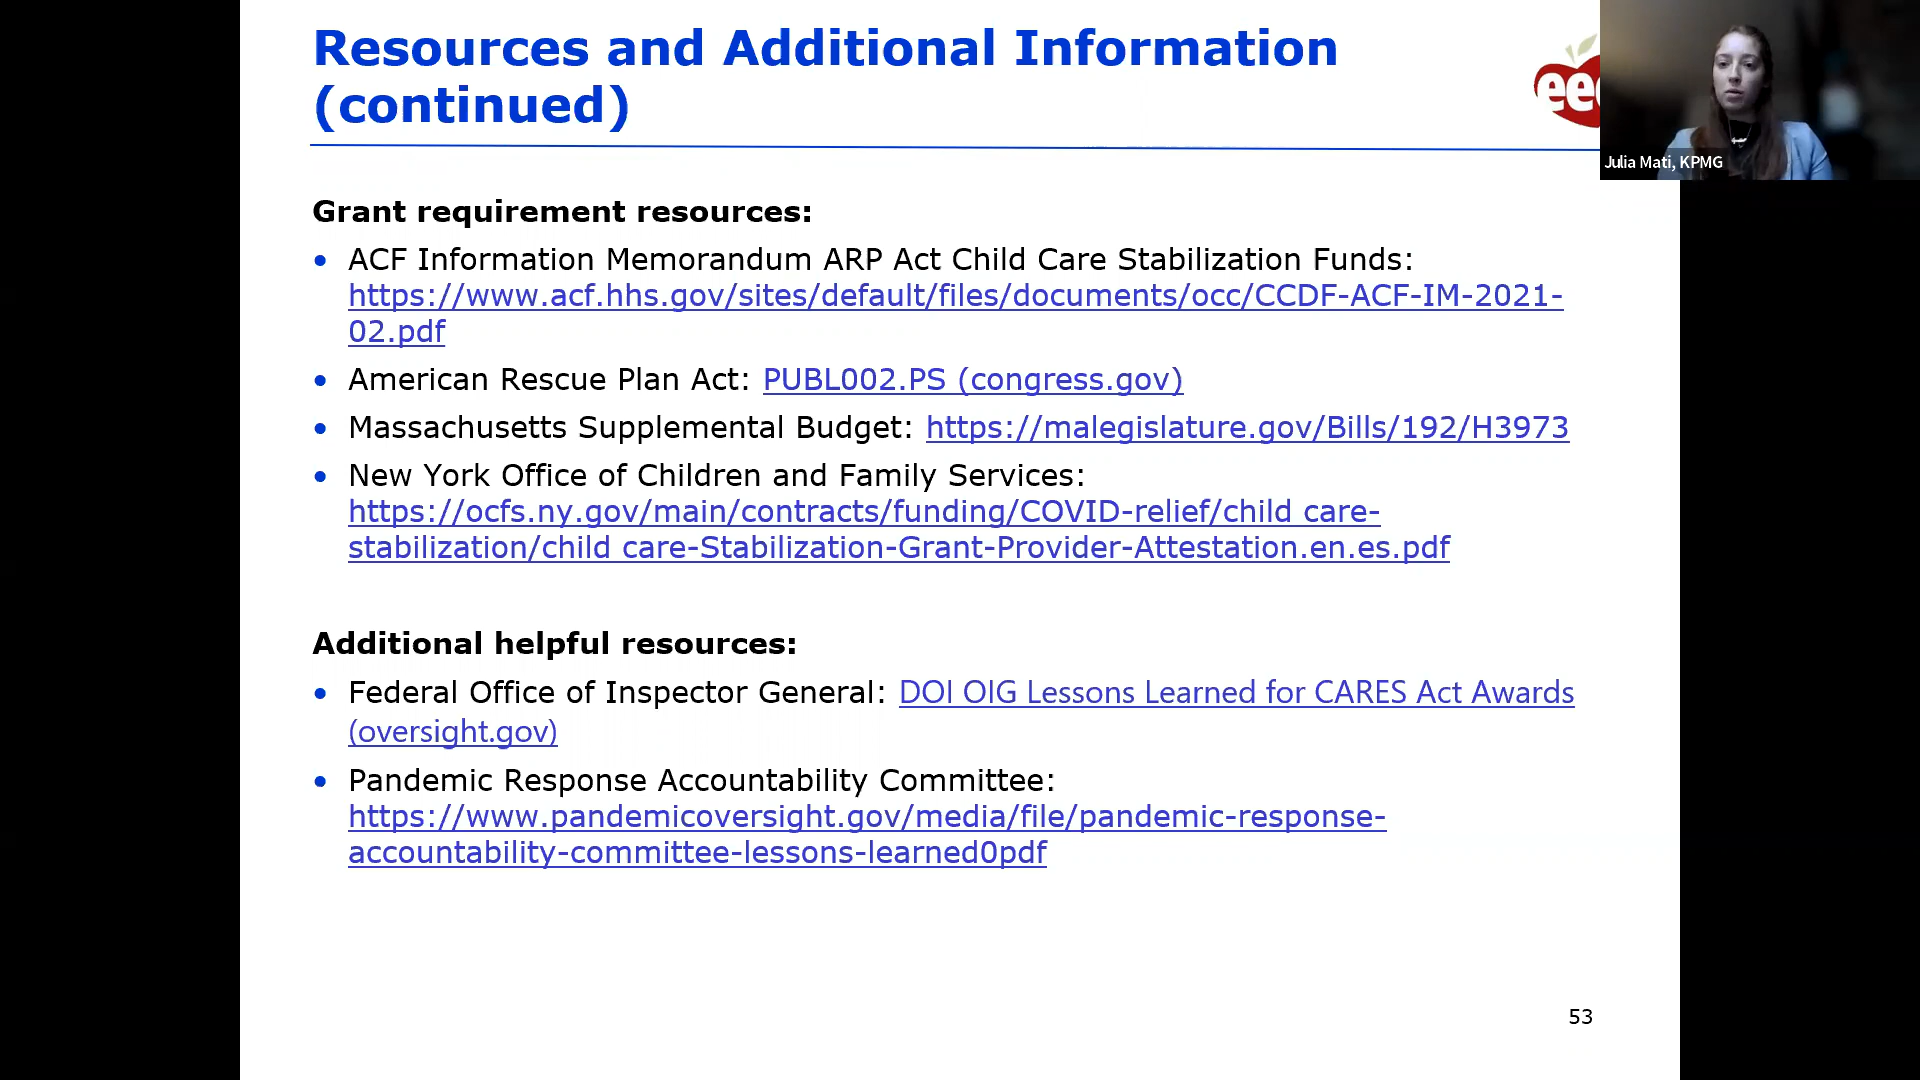 Resources and Additional Information
(continued)
ee
Julia Mati, KPMG
Grant requirement resources:
• ACF Information Memorandum ARP Act Child Care Stabilization Funds:
https://www.acf.hhs.gov/sites/default/files/documents/occ/CCDF-ACF-IM-2021-
02.pdf
• American Rescue Plan Act: PUBL002.PS (congress.gov)
• Massachusetts Supplemental Budget: https://malegislature.gov/Bills/192/H3973
• New York Office of Children and Family Services:
https://ocfs.ny.gov/main/contracts/funding/COVID-relief/child care-
stabilization/child care-Stabilization-Grant-Provider-Attestation.en.es.pdf
Additional helpful resources:
• Federal Office of Inspector General: DOI OIG Lessons Learned for CARES Act Awards
(oversight.gov)
• Pandemic Response Accountability Committee:
https://www.pandemicoversight.gov/media/file/pandemic-response-
accountability-committee-lessons-learned0pdf
53